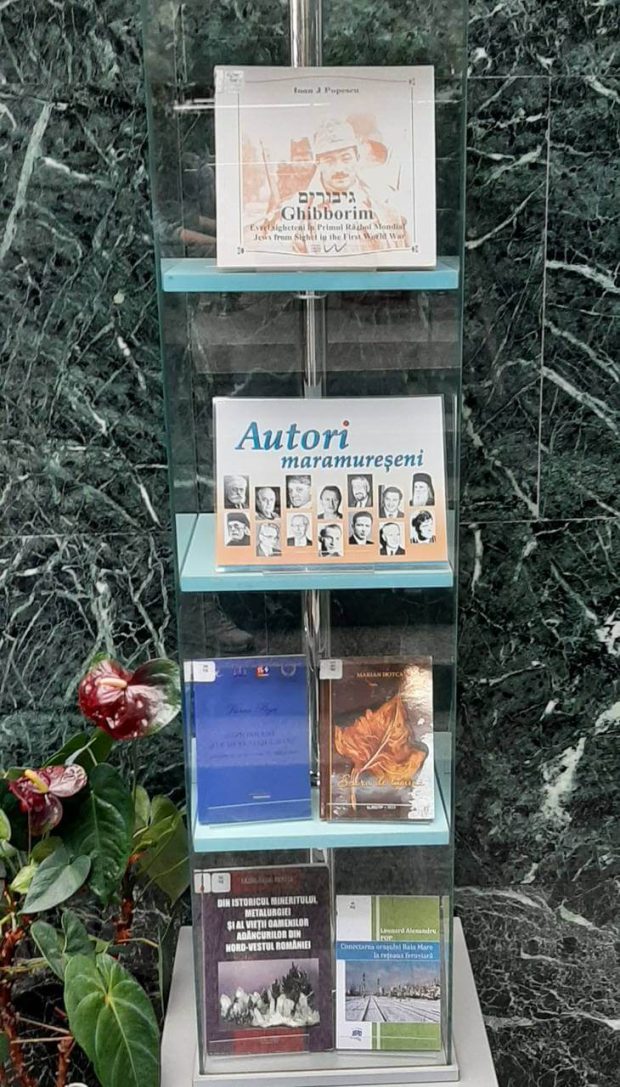 Ioan J Popescu
גיבורים
Ghibborim
Evrei sigheteni în Primul Război Mondial
Jews from Sighet in the First World War
Autori
maramureșeni
MARIAN HOTCA
DIN ISTORICUL MINERITULUI,
METALURGIEI
ȘI AL VIEȚII OAMENILOR
ADÂNCURILOR DIN
NORD-VESTUL ROMÂNIEI
Leonard Alexandru
POP
Conectarea orașului Baia Mare
la rețeaua feroviară